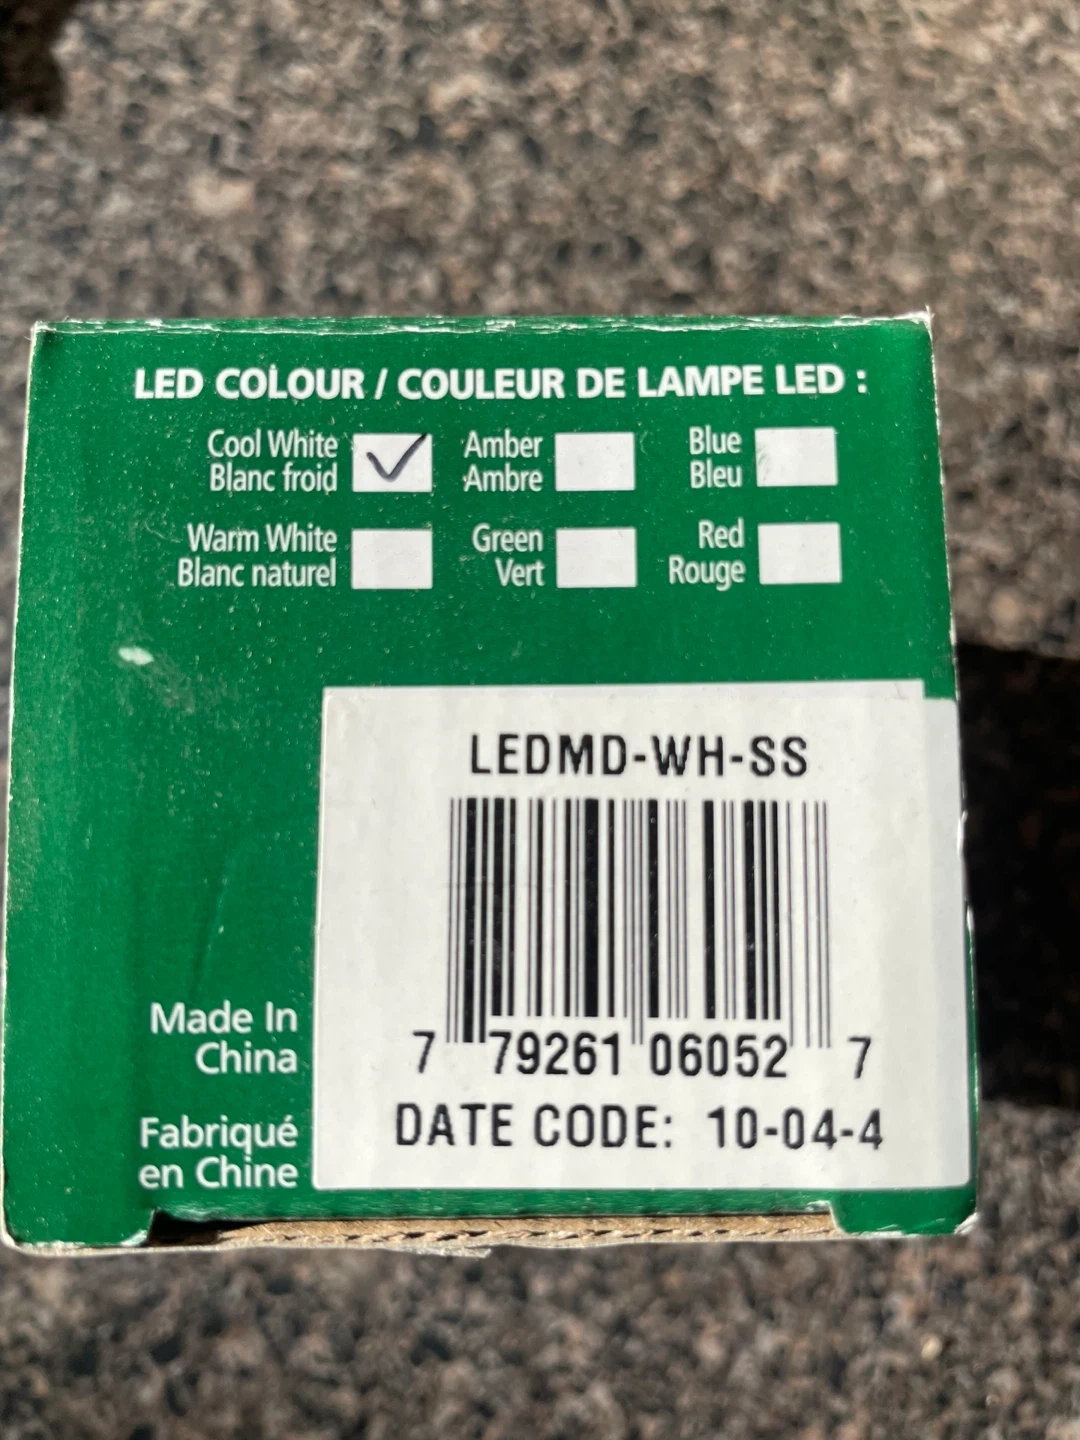 LED COLOUR / COULEUR DE LAMPE LED :
Cool White Amber Blue
Blanc froid Ambre Bleu
Warm White Green Red
Blanc naturel Vert Rouge
LEDMD-WH-SS
7 79261 06052 7
DATE CODE: 10-04-4
Made In
China
Fabriqué
en Chine